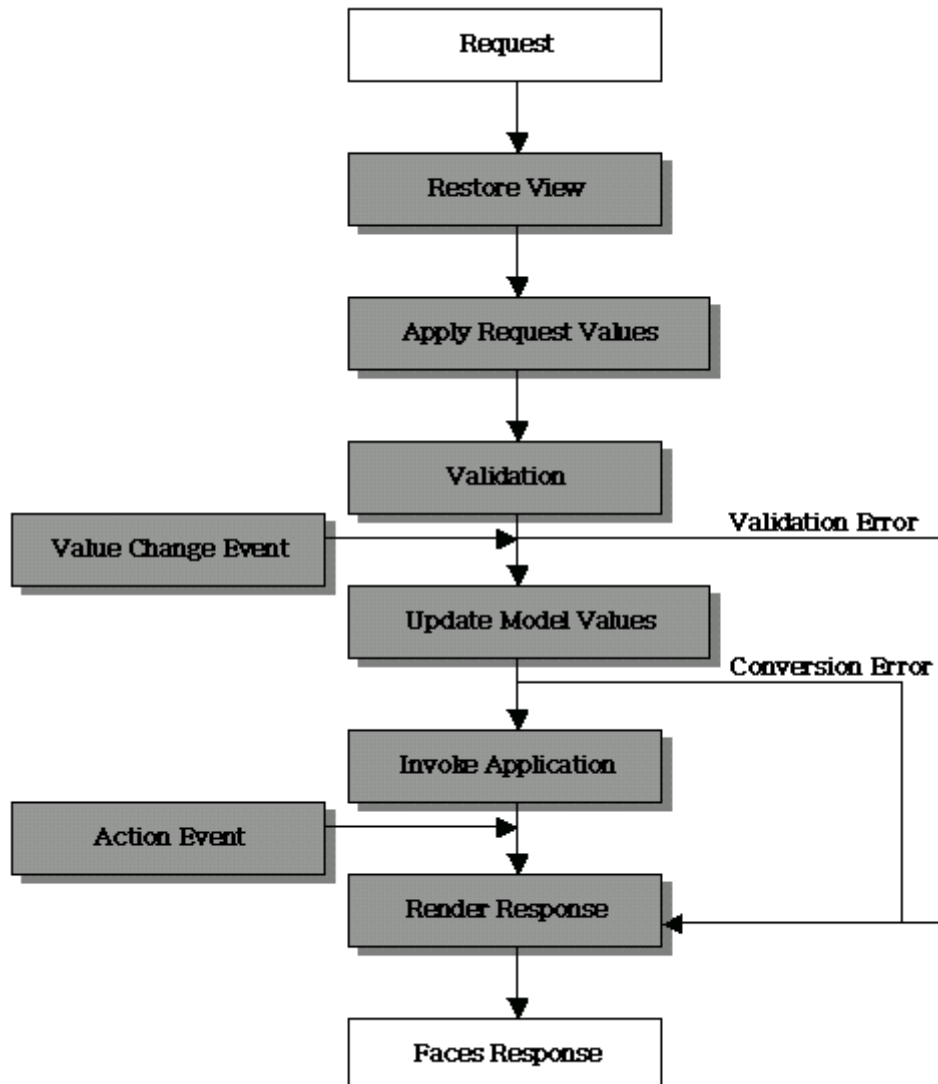 Request
Restore View
Apply Request Values
Validation
Validation Error
Value Change Event
Update Model Values
Conversion Error
Invoke Application
Action Event
Render Response
Faces Response